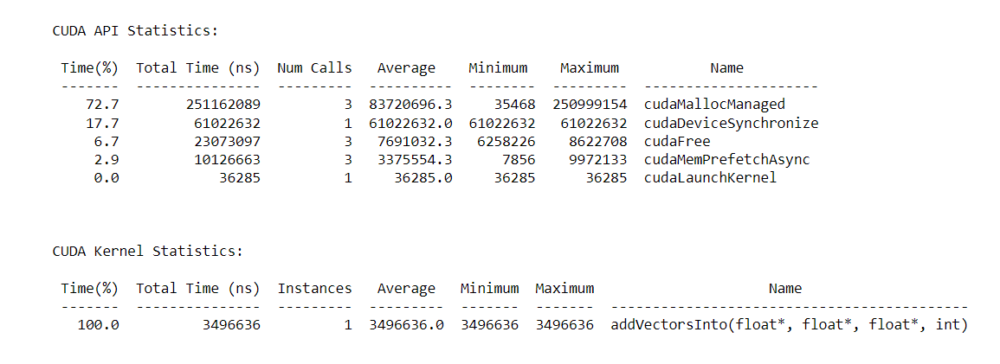 CUDA API Statistics:
Time(%) Total Time (ns) Num Calls Average Minimum Maximum Name
------- --------------- --------- ---------- -------- --------- ---------------------
72.7 251162089 3 83720696.3 35468 250999154 cudaMallocManaged
17.7 61022632 1 61022632.0 61022632 61022632 cudaDeviceSynchronize
6.7 23073097 3 7691032.3 6258226 8622708 cudaFree
2.9 10126663 3 3375554.3 7856 9972133 cudaMemPrefetchAsync
0.0 36285 1 36285.0 36285 36285 cudaLaunchKernel
CUDA Kernel Statistics:
Time(%) Total Time (ns) Instances Average Minimum Maximum Name
------- --------------- --------- --------- ------- ------- -------------------------------------------
100.0 3496636 1 3496636.0 3496636 3496636 addVectorsInto(float*, float*, float*, int)